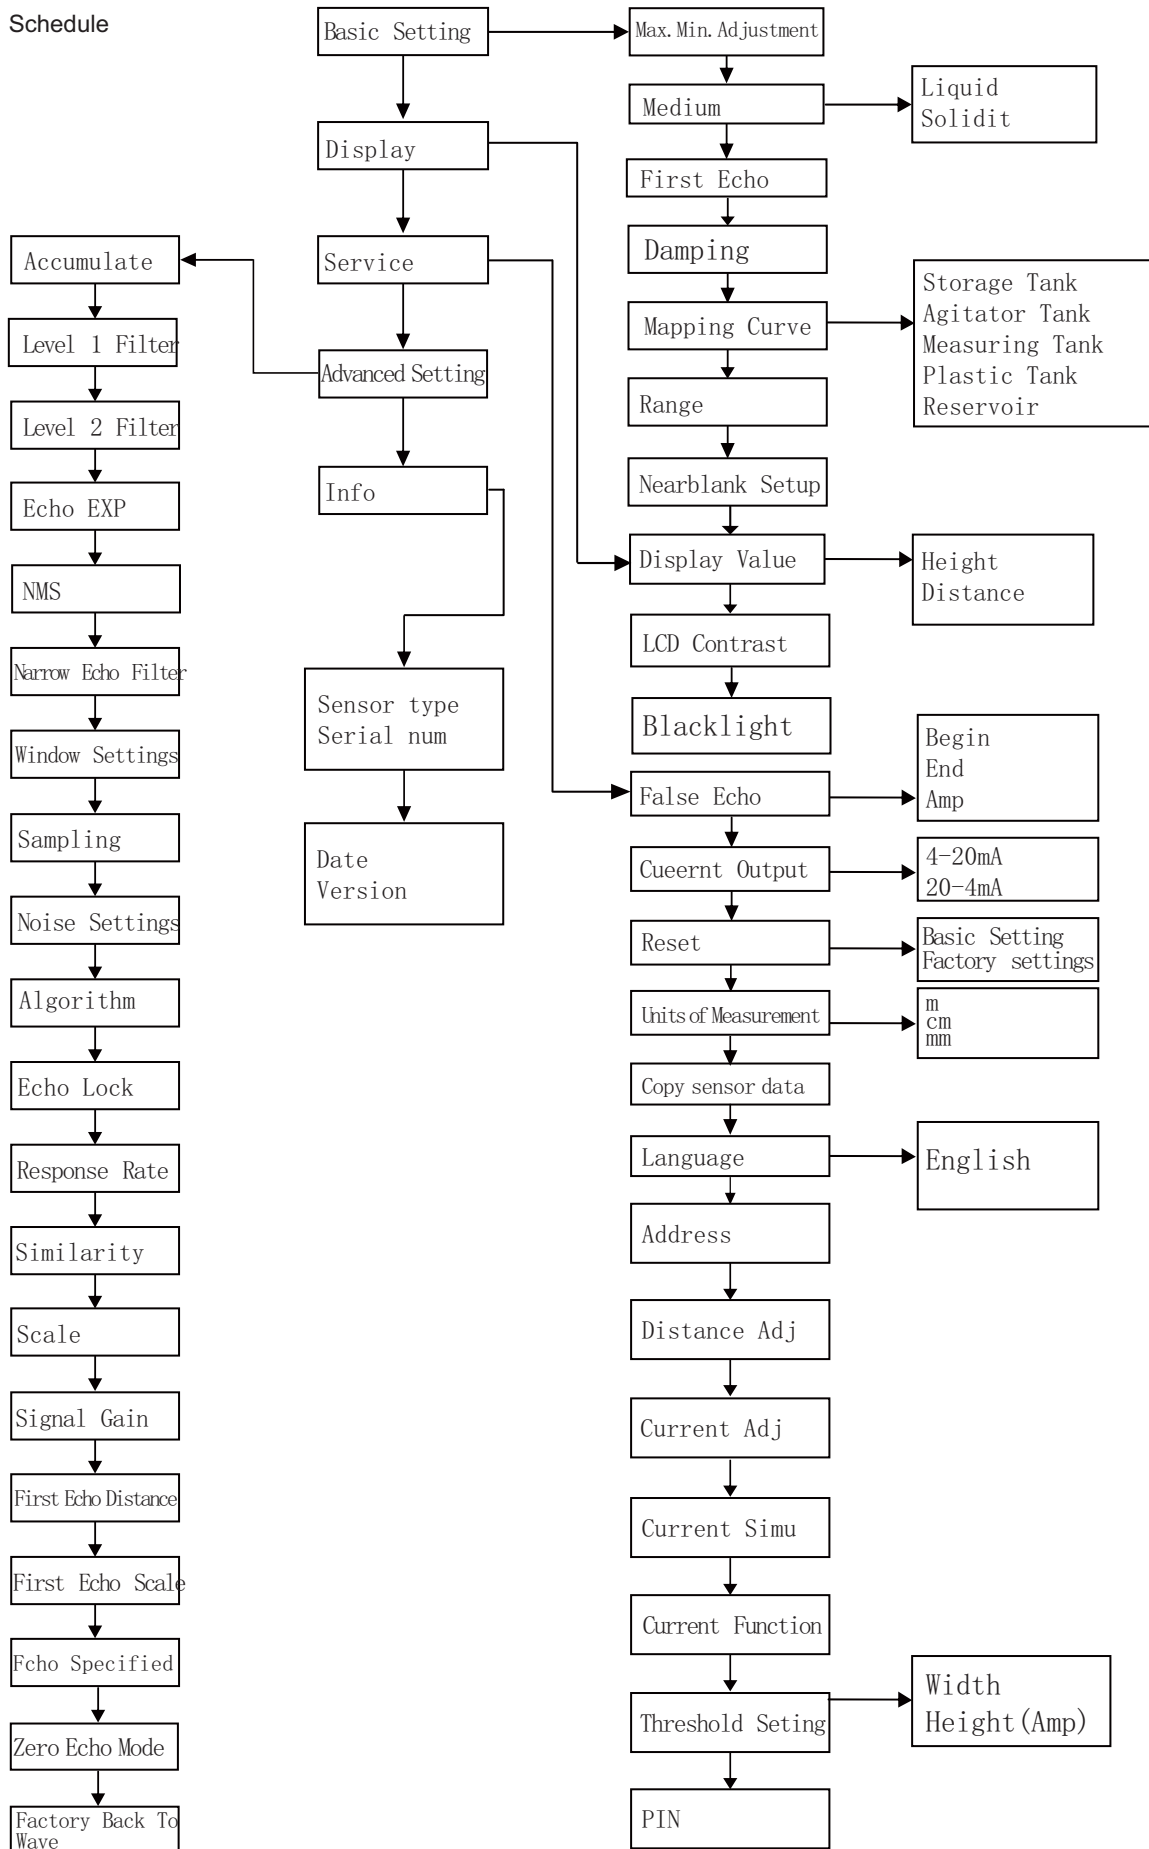 Schedule
Basic Setting
Display
Service
Advanced Setting
Info
Sensor type
Serial num
Date
Version
Accumulate
Level 1 Filter
Level 2 Filter
Echo EXP
NMS
Narrow Echo Filter
Window Settings
Sampling
Noise Settings
Algorithm
Echo Lock
Response Rate
Similarity
Scale
Signal Gain
First Echo Distance
First Echo Scale
Fcho Specified
Zero Echo Mode
Factory Back To
Wave
Max. Min. Adjustment
Medium
Liquid
Solidit
First Echo
Damping
Mapping Curve
Storage Tank
Agitator Tank
Measuring Tank
Plastic Tank
Reservoir
Range
Nearblank Setup
Display Value
Height
Distance
LCD Contrast
Blacklight
False Echo
Begin
End
Amp
Cueernt Output
4-20mA
20-4mA
Reset
Basic Setting
Factory settings
Units of Measurement
m
cm
mm
Copy sensor data
Language
English
Address
Distance Adj
Current Adj
Current Simu
Current Function
Threshold Seting
Width
Height(Amp)
PIN